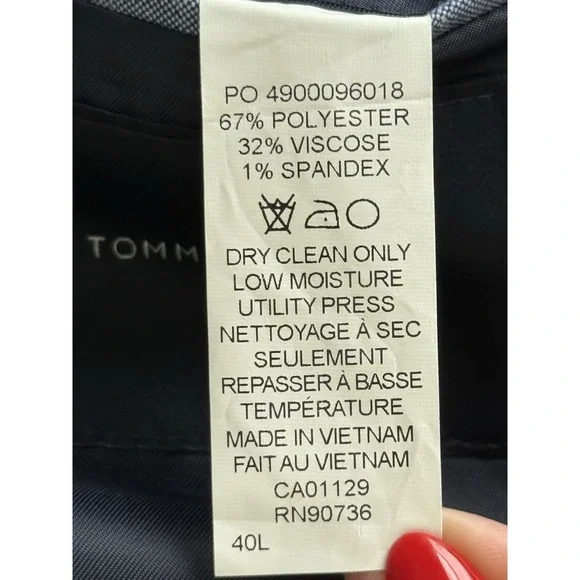 PO 4900096018
67% POLYESTER
32% VISCOSE
1% SPANDEX
TOMM
DRY CLEAN ONLY
LOW MOISTURE
UTILITY PRESS
NETTOYAGE À SEC
SEULEMENT
REPASSER À BASSE
TEMPÉRATURE
MADE IN VIETNAM
FAIT AU VIETNAM
CA01129
RN90736
40L